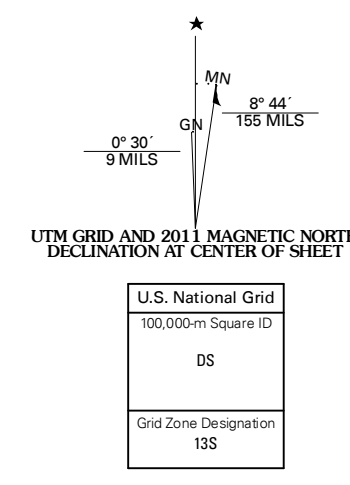 MN
GN
8° 44´
155 MILS
0° 30´
9 MILS
UTM GRID AND 2011 MAGNETIC NORT
DECLINATION AT CENTER OF SHEET
U.S. National Grid
100,000-m Square ID
DS
Grid Zone Designation
13S